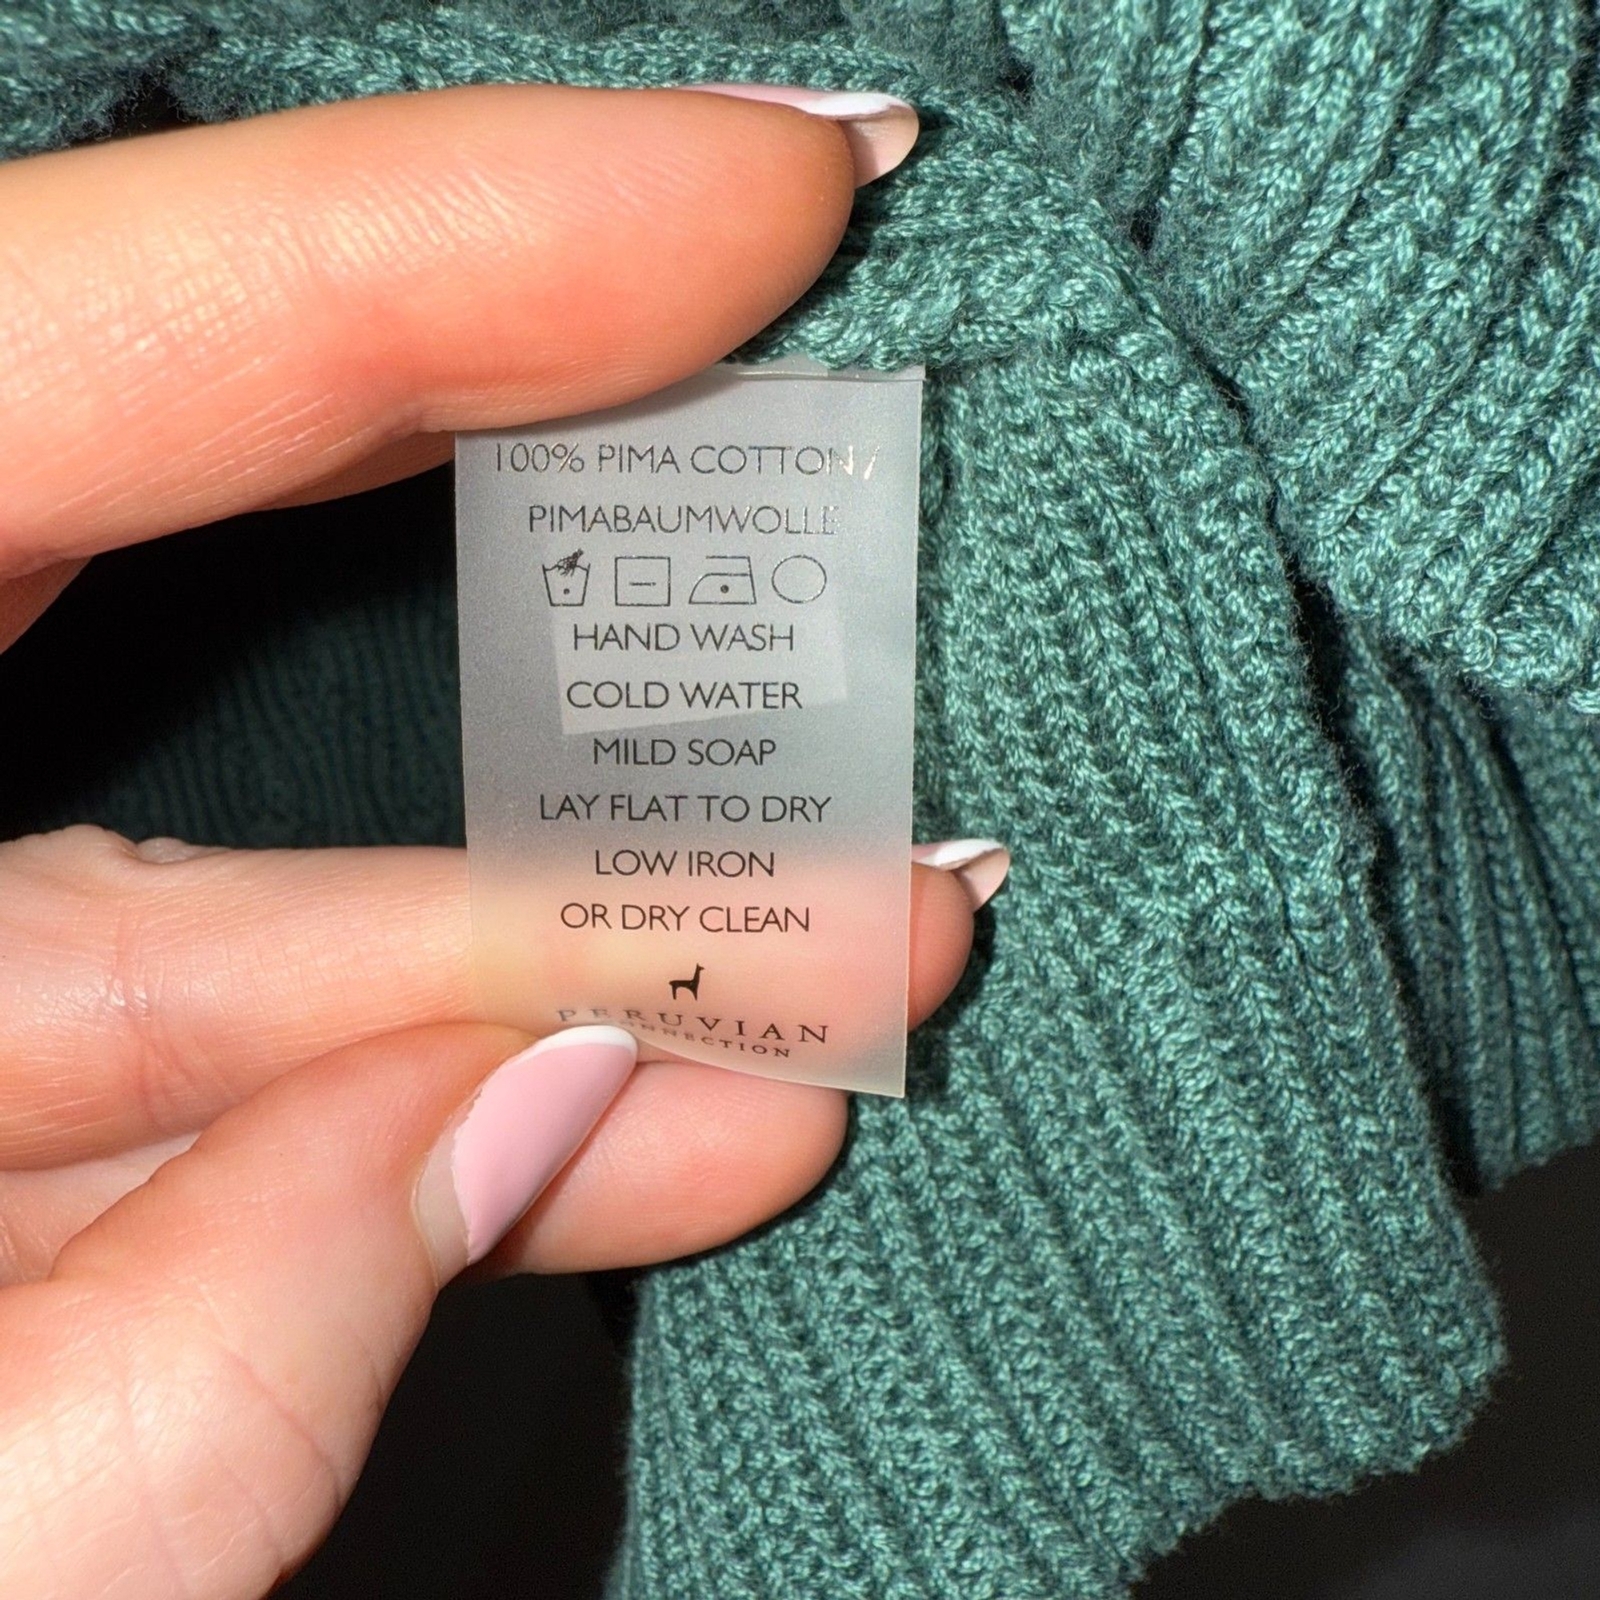 100% PIMA COTTON /
PIMABAUMWOLLE
HAND WASH
COLD WATER
MILD SOAP
LAY FLAT TO DRY
LOW IRON
OR DRY CLEAN
PERUVIAN
CONNECTION